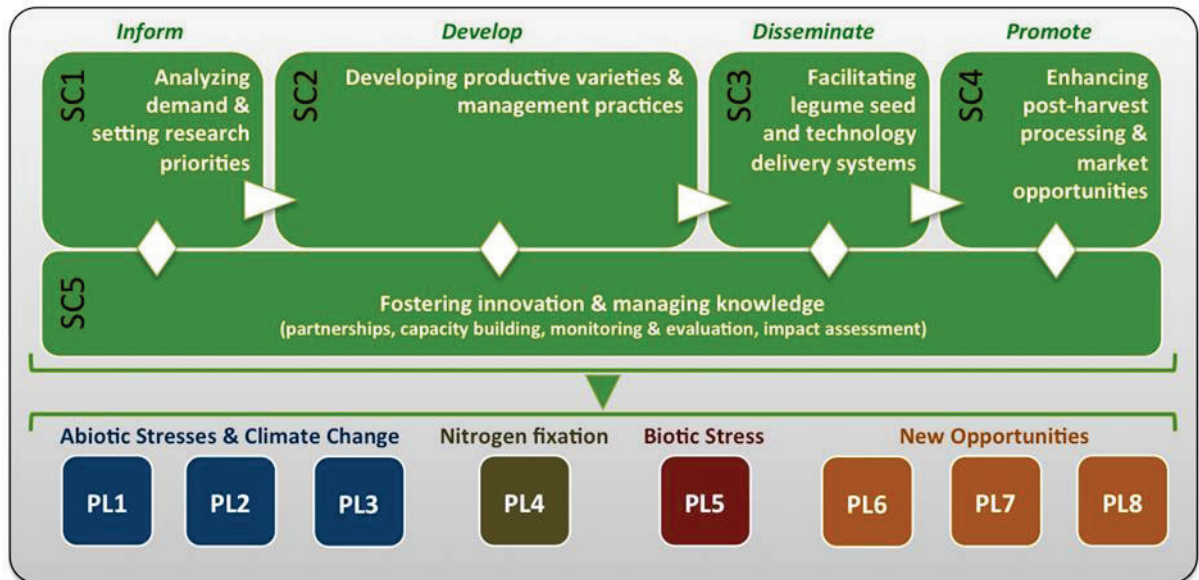 Inform
Develop
Disseminate
Promote
SC1
Analyzing
demand &
setting research
priorities
SC2
Developing productive varieties &
management practices
SC3
Facilitating
legume seed
and technology
delivery systems
SC4
Enhancing
post-harvest
processing &
market
opportunities
SC5
Fostering innovation & managing knowledge
(partnerships, capacity building, monitoring & evaluation, impact assessment)
Abiotic Stresses & Climate Change
Nitrogen fixation
Biotic Stress
New Opportunities
PL1
PL2
PL3
PL4
PL5
PL6
PL7
PL8